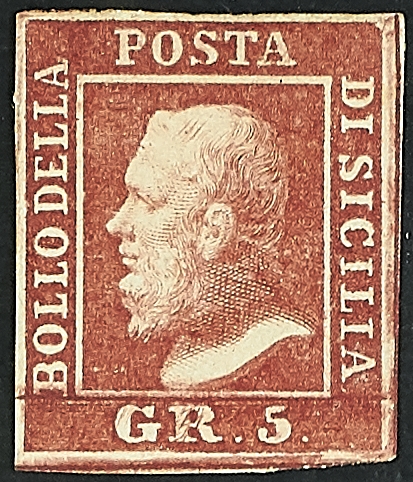 BOLLO DELLA
POSTA
DI SICILIA
GR. 5.